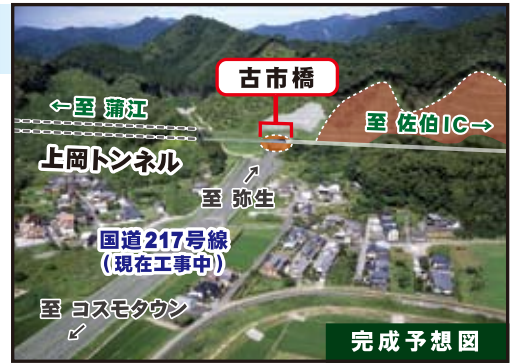 古市橋
←至 蒲江
至 佐伯IC→
上岡トンネル
至 弥生
国道217号線
(現在工事中)
至 コスモタウン
完成予想図